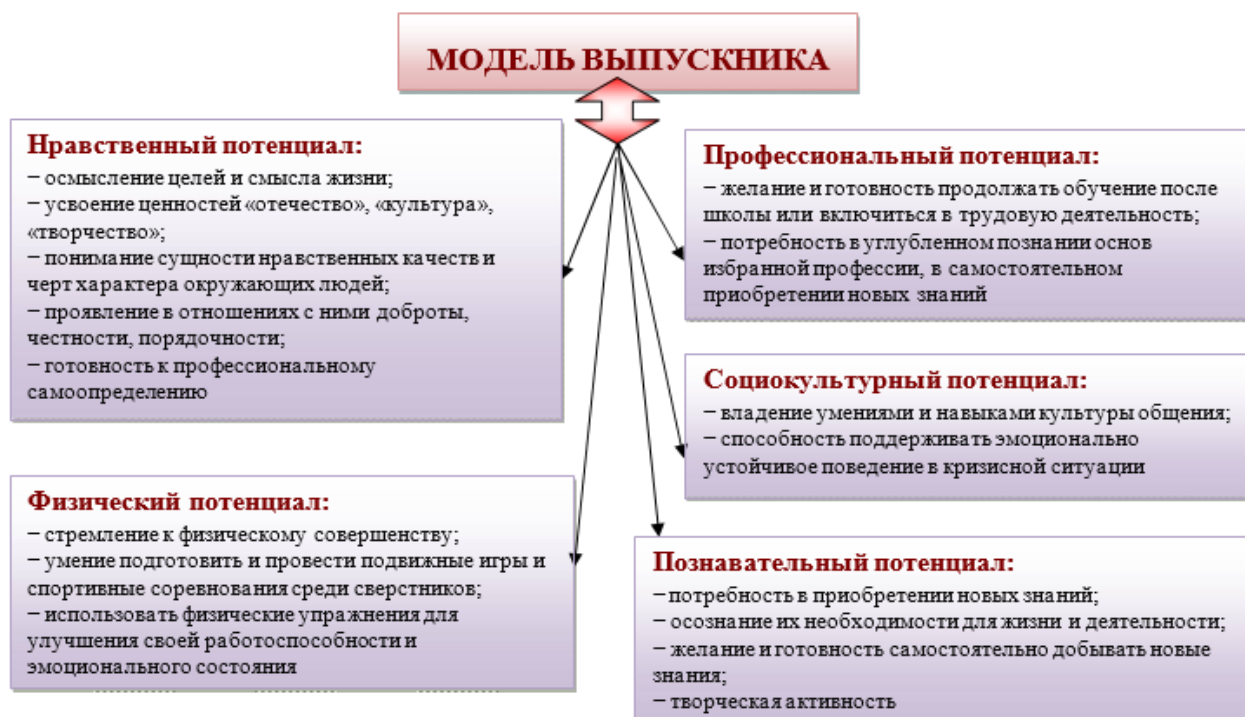 МОДЕЛЬ ВЫПУСКНИКА
Нравственный потенциал:
− осмысление целей и смысла жизни;
− усвоение ценностей «отечество», «культура»,
«творчество»;
− понимание сущности нравственных качеств и
черт характера окружающих людей;
− проявление в отношениях с ними доброты,
честности, порядочности;
− готовность к профессиональному
самоопределению
Профессиональный потенциал:
− желание и готовность продолжать обучение после
школы или включиться в трудовую деятельность;
− потребность в углубленном познании основ
избранной профессии, в самостоятельном
приобретении новых знаний
Социокультурный потенциал:
− владение умениями и навыками культуры общения;
− способность поддерживать эмоционально
устойчивое поведение в кризисной ситуации
Физический потенциал:
− стремление к физическому совершенству;
− умение подготовить и провести подвижные игры и
спортивные соревнования среди сверстников;
− использовать физические упражнения для
улучшения своей работоспособности и
эмоционального состояния
Познавательный потенциал:
− потребность в приобретении новых знаний;
− осознание их необходимости для жизни и деятельности;
− желание и готовность самостоятельно добывать новые
знания;
− творческая активность